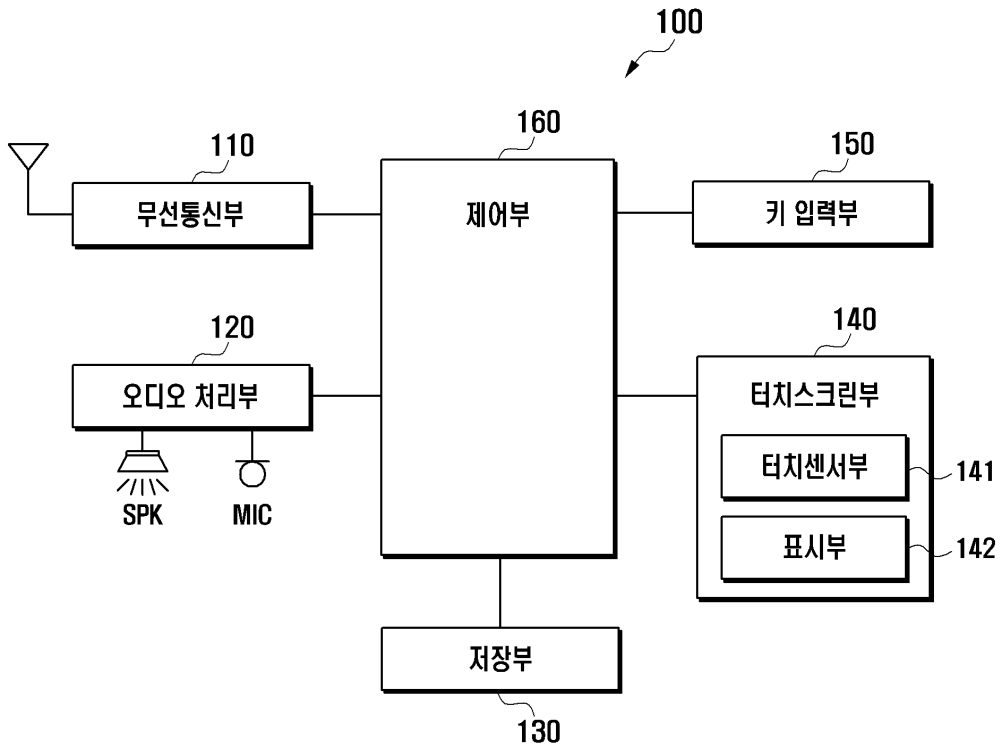 100
160
110
150
무선통신부
제어부
키 입력부
120
140
오디오 처리부
터치스크린부
터치센서부
141
SPK
MIC
표시부
142
저장부
130